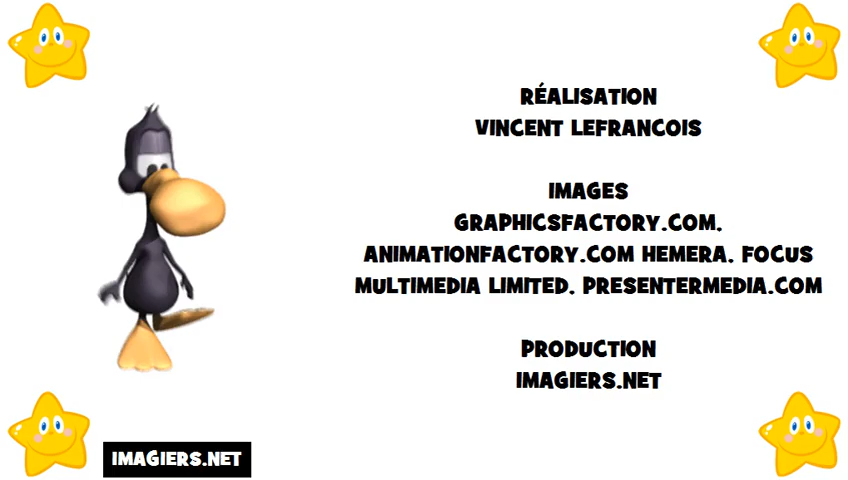 RÉALISATION
VINCENT LEFRANCOIS
IMAGES
GRAPHICSFACTORY.COM,
ANIMATIONFACTORY.COM HEMERA, FOCUS
MULTIMEDIA LIMITED, PRESENTERMEDIA.COM
PRODUCTION
IMAGIERS.NET
IMAGIERS.NET